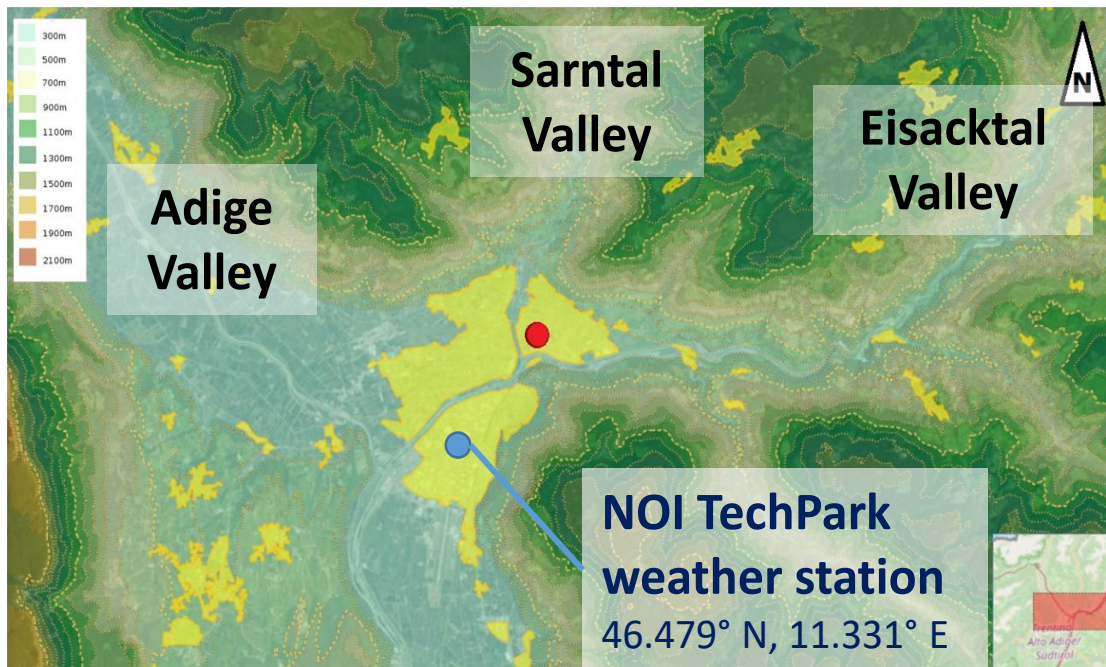 300m
500m
700m
900m
1100m
1300m
1500m
1700m
1900m
2100m
Adige
Valley
Sarntal
Valley
Eisacktal
Valley
N
NOI TechPark
weather station
46.479° N, 11.331° E
Trentino
Alto Adige/
Südtirol